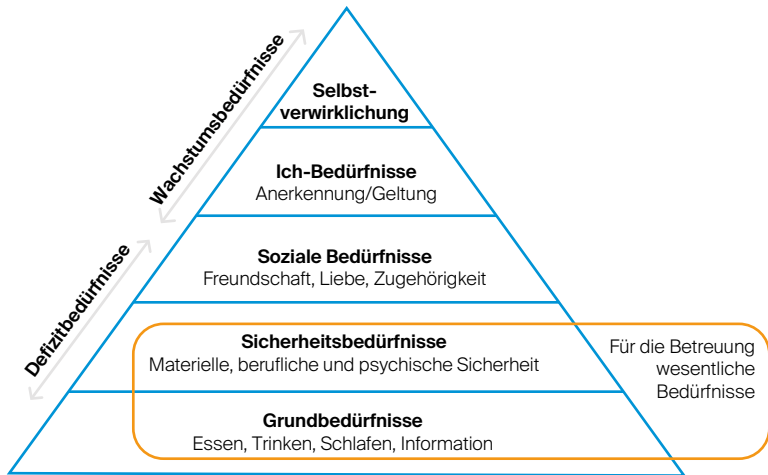 Wachstumsbedürfnisse
Defizitbedürfnisse
Selbst-
verwirklichung
Ich-Bedürfnisse
Anerkennung/Geltung
Soziale Bedürfnisse
Freundschaft, Liebe, Zugehörigkeit
Sicherheitsbedürfnisse
Materielle, berufliche und psychische Sicherheit
Für die Betreuung
wesentliche
Bedürfnisse
Grundbedürfnisse
Essen, Trinken, Schlafen, Information